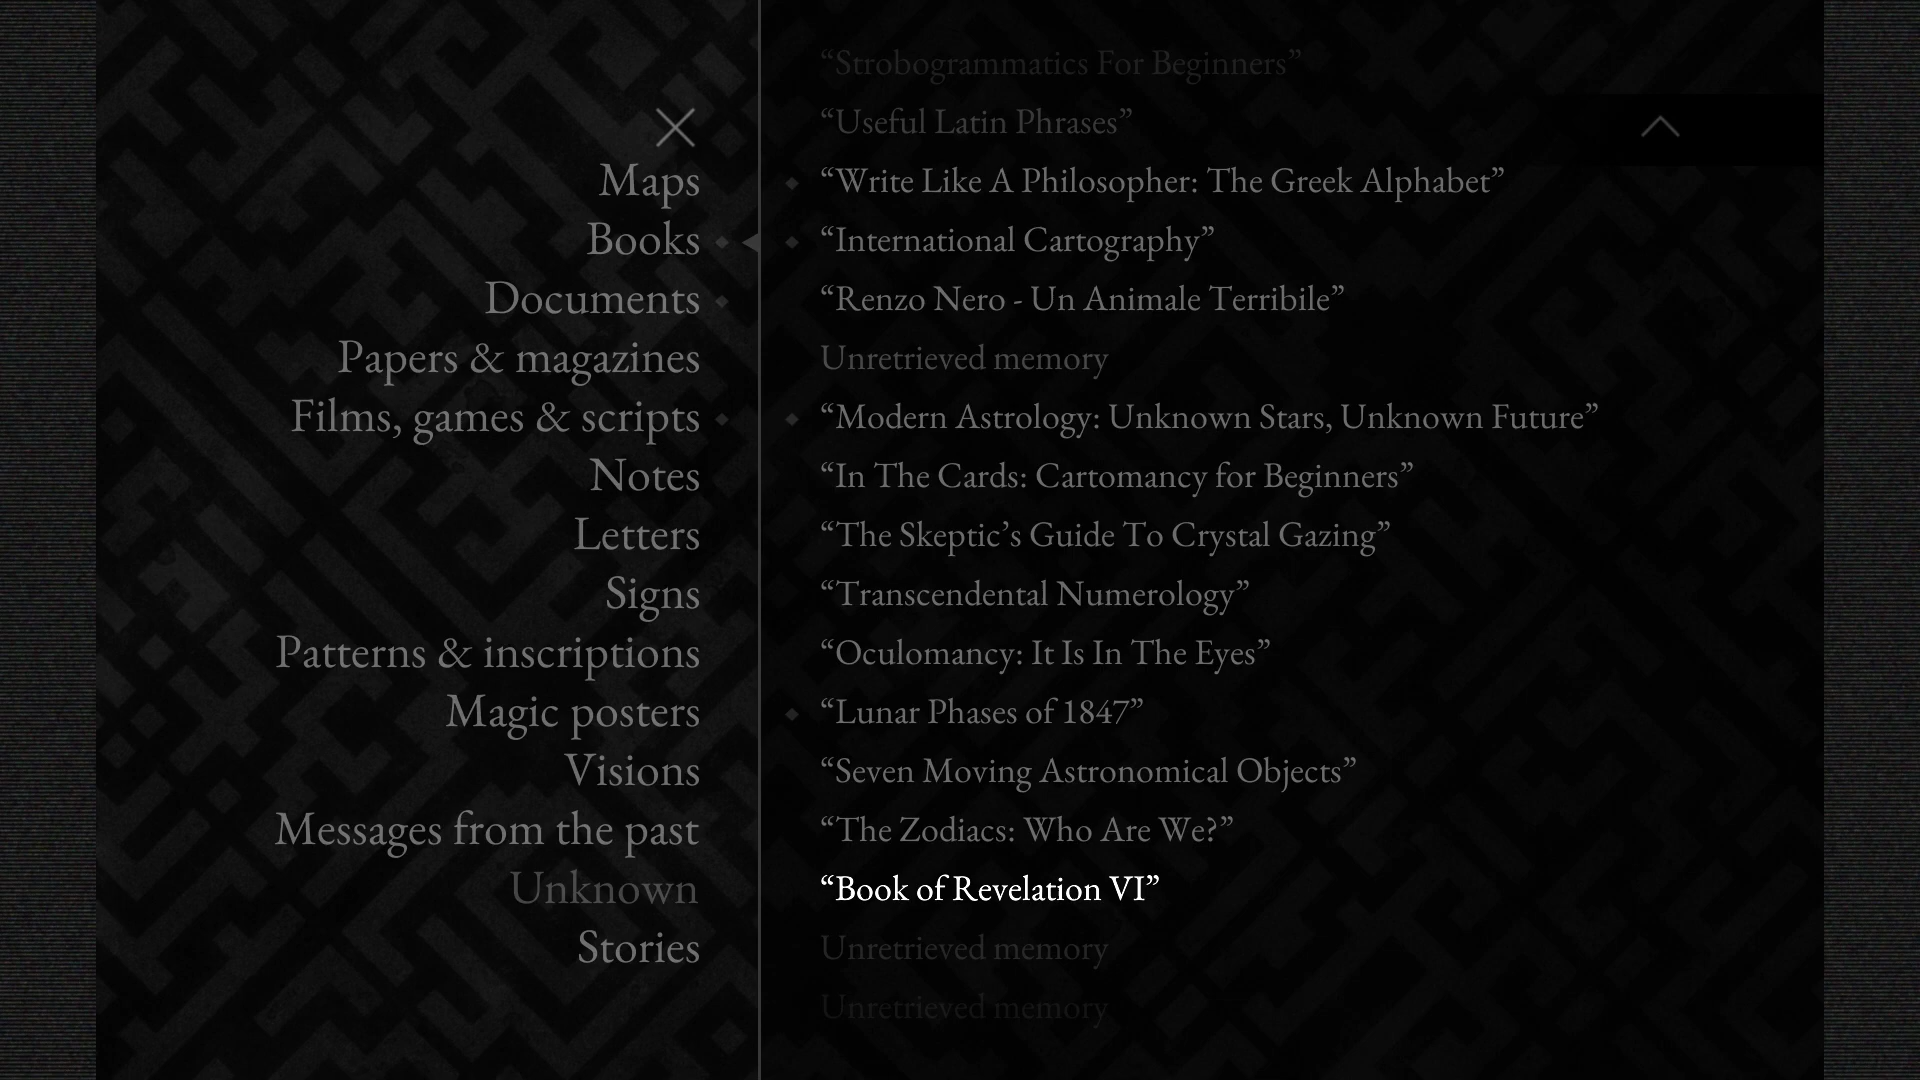 Maps
Books
Documents
Papers & magazines
Films, games & scripts
Notes
Letters
Signs
Patterns & inscriptions
Magic posters
Visions
Messages from the past
Unknown
Stories
“Strobogrammatics For Beginners”
“Useful Latin Phrases”
“Write Like A Philosopher: The Greek Alphabet”
“International Cartography”
“Renzo Nero - Un Animale Terribile”
Unretrieved memory
“Modern Astrology: Unknown Stars, Unknown Future”
“In The Cards: Cartomancy for Beginners”
“The Skeptic’s Guide To Crystal Gazing”
“Transcendental Numerology”
“Oculomancy: It Is In The Eyes”
“Lunar Phases of 1847”
“Seven Moving Astronomical Objects”
“The Zodiacs: Who Are We?”
“Book of Revelation VI”
Unretrieved memory
Unretrieved memory